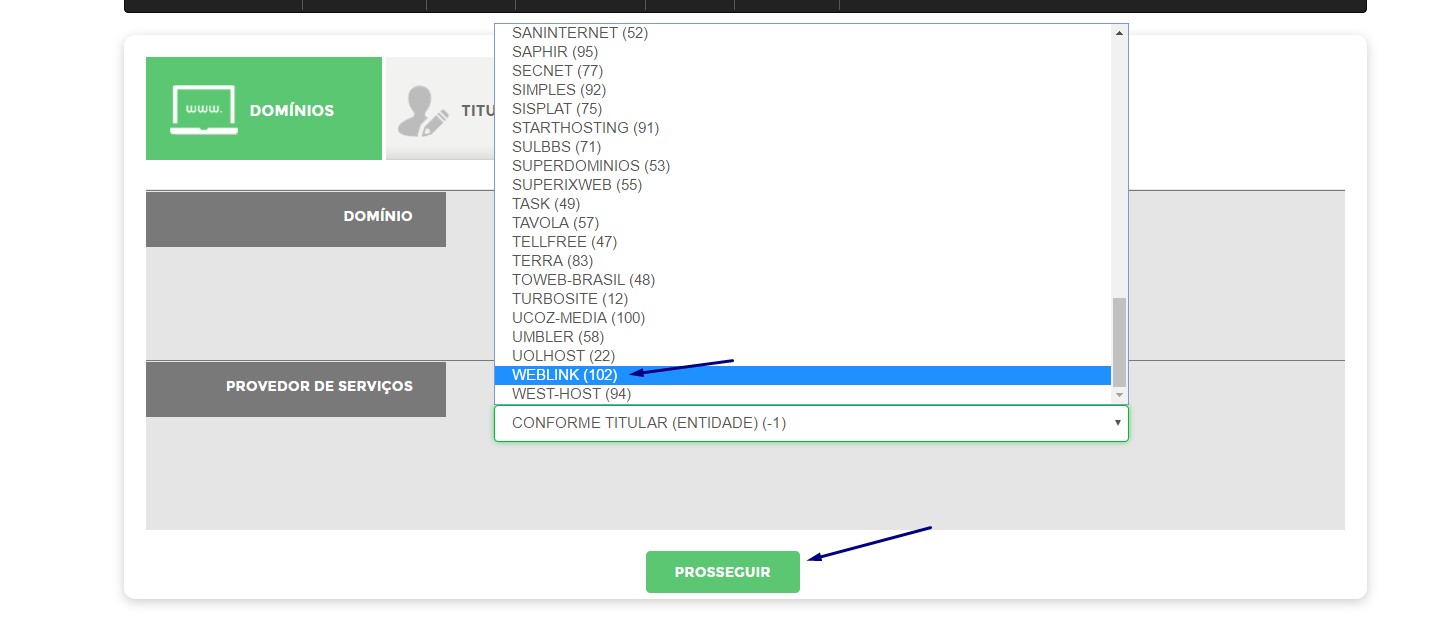 www.
DOMÍNIOS
TITU
DOMÍNIO
PROVEDOR DE SERVIÇOS
SANINTERNET (52)
SAPHIR (95)
SECNET (77)
SIMPLES (92)
SISPLAT (75)
STARTHOSTING (91)
SULBBS (71)
SUPERDOMINIOS (53)
SUPERIXWEB (55)
TASK (49)
TAVOLA (57)
TELLFREE (47)
TERRA (83)
TOWEB-BRASIL (48)
TURBOSITE (12)
UCOZ-MEDIA (100)
UMBLER (58)
UOLHOST (22)
WEBLINK (102)
WEST-HOST (94)
CONFORME TITULAR (ENTIDADE) (-1)
PROSSEGUIR